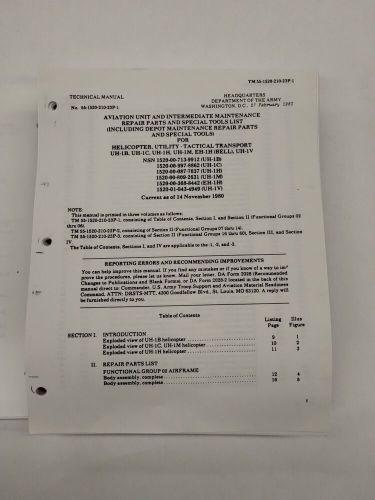 TM 55-1520-210-23P-1
TECHNICAL MANUAL
HEADQUARTERS
DEPARTMENT OF THE ARMY
No. 55-1520-210-23P-1
WASHINGTON, D.C. 17 February, 1981
AVIATION UNIT AND INTERMEDIATE MAINTENANCE
REPAIR PARTS AND SPECIAL TOOLS LIST
(INCLUDING DEPOT MAINTENANCE REPAIR PARTS
AND SPECIAL TOOLS)
FOR
HELICOPTER, UTILITY - TACTICAL TRANSPORT
UH-1B, UH-1C, UH-1H, UH-1M, EH-1H (BELL), UH-1V
NSN 1520-00-713-9912 (UH-1B)
1520-00-997-8862 (UH-1C)
1520-00-087-7637 (UH-1H)
1520-00-809-2631 (UH-1M)
1520-00-368-8442 (EH-1H)
1520-01-043-4949 (UH-1V)
Current as of 14 November 1980
NOTE:
This manual is printed in three volumes as follows:
TM 55-1520-210-23P-1, consisting of Table of Contents, Section I, and Section II (Functional Groups 02
thru 06)
TM 55-1520-210-23P-2, consisting of Section II (Functional Groups 07 thru 14).
TM 55-1520-210-23P-3, consisting of Section II (Functional Groups 16 thru 60), Section III, and Section
IV.
The Table of Contents, Sections I, and IV are applicable to the -1, -2, and -3.
REPORTING ERRORS AND RECOMMENDING IMPROVEMENTS
You can help improve this manual. If you find any mistakes or if you know of a way to im-
prove the procedures, please let us know. Mail your letter, DA Form 2028 (Recommended
Changes to Publications and Blank Forms), or DA Form 2028-2 located in the back of this
manual direct to: Commander, U.S. Army Troop Support and Aviation Materiel Readiness
Command, ATTN: DRSTS-MTT, 4300 Goodfellow Blvd., St. Louis, MO 63120. A reply will
be furnished directly to you.
Table of Contents
Listing Illus
Page Figure
SECTION I. INTRODUCTION
Exploded view of UH-1B helicopter 9 1
Exploded view of UH-1C, UH-1M helicopter 10 2
Exploded view of UH-1H helicopter 11 3
II. REPAIR PARTS LIST
FUNCTIONAL GROUP 02 AIRFRAME
Body assembly, complete 12 4
Body assembly, complete 16 5